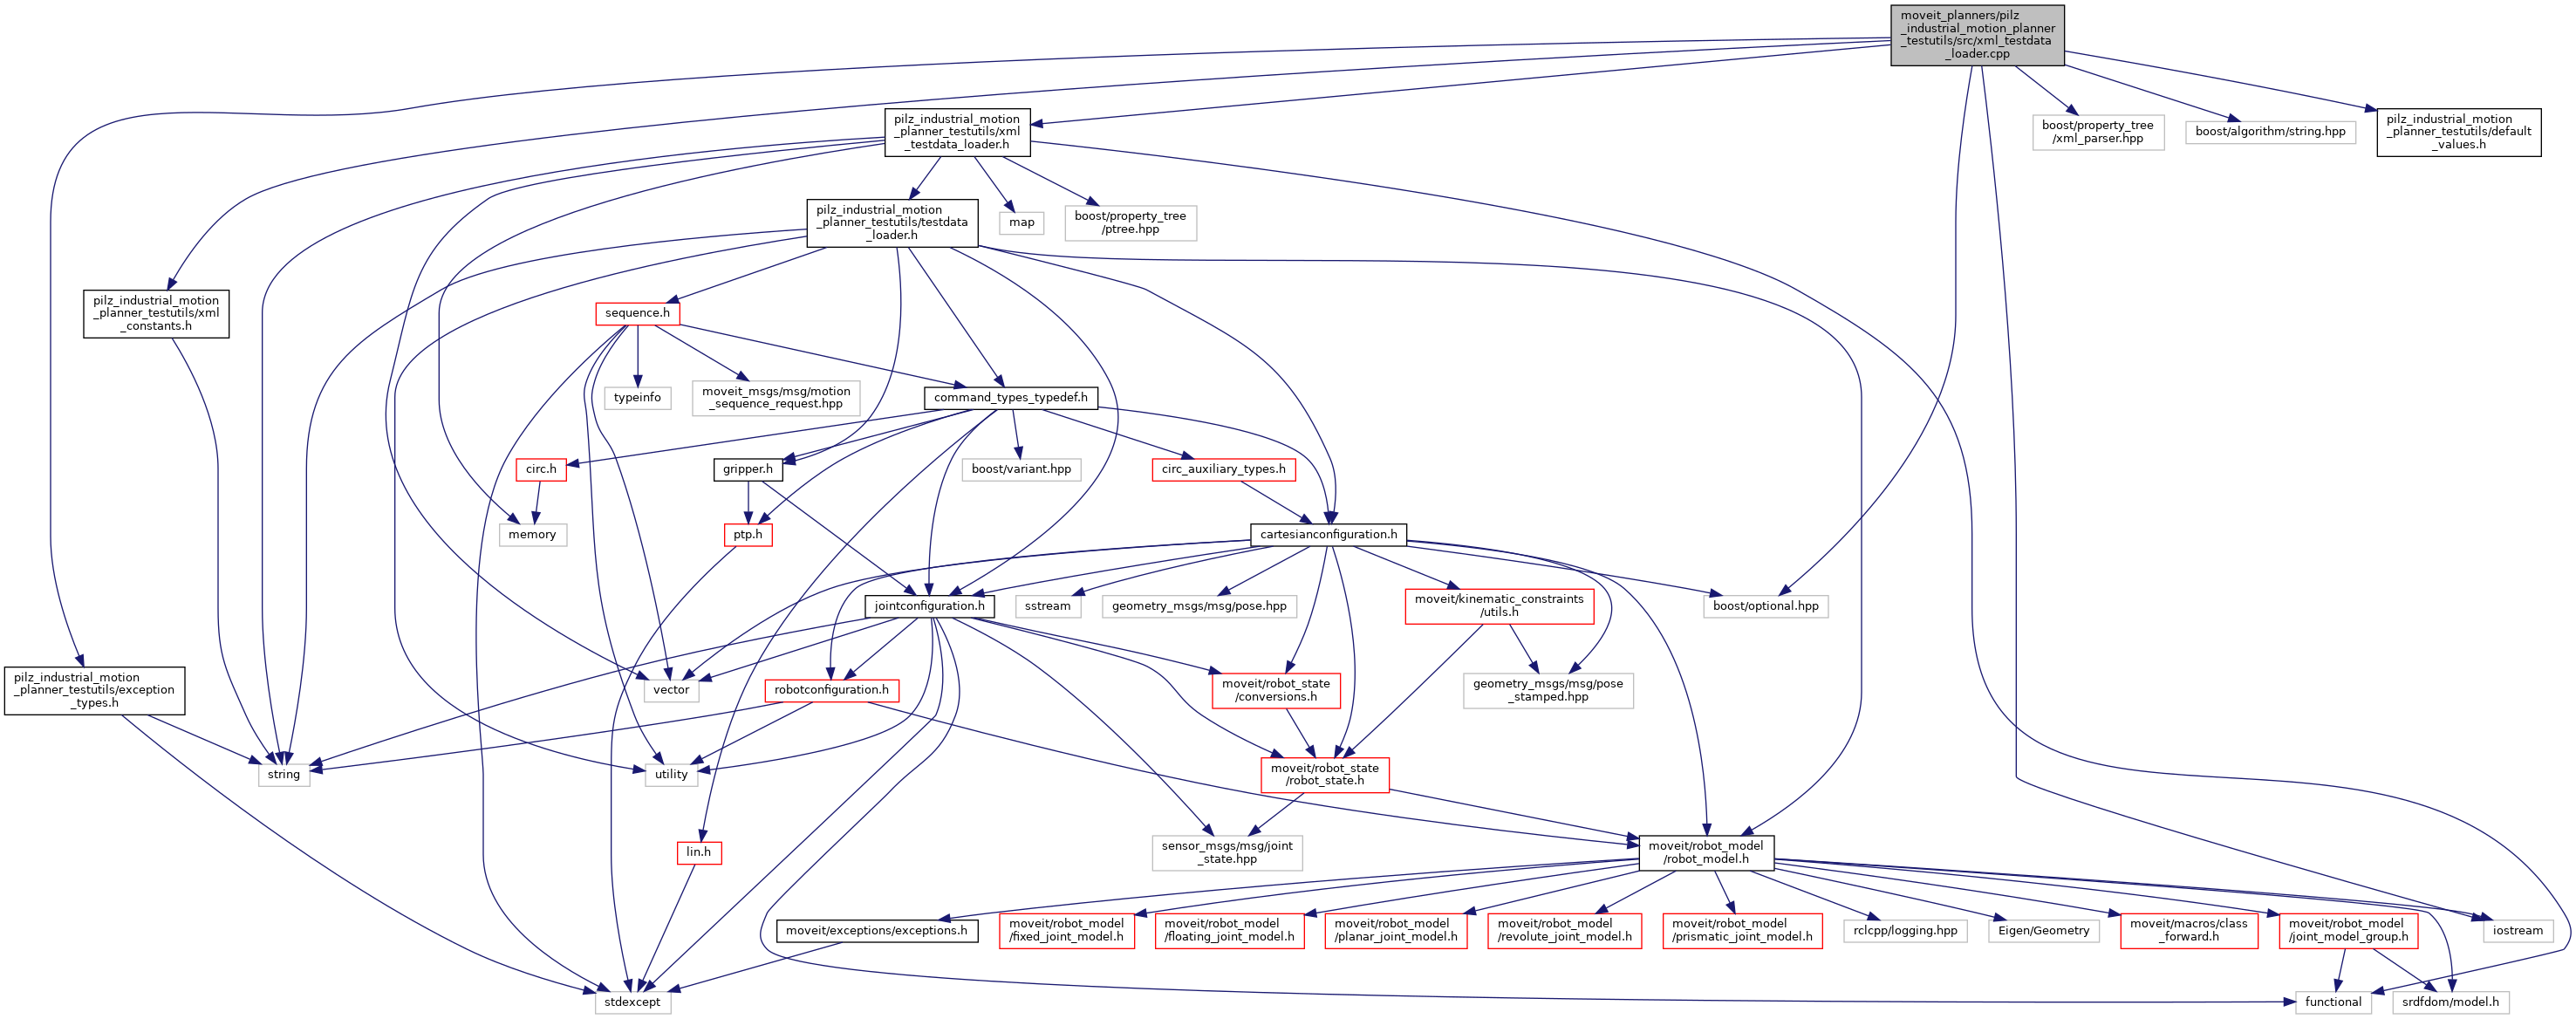 moveit_planners/pilz
_industrial_motion_planner
_testutils/src/xml_testdata
_loader.cpp
pilz_industrial_motion
_planner_testutils/xml
_testdata_loader.h
boost/property_tree
/xml_parser.hpp
boost/algorithm/string.hpp
pilz_industrial_motion
_planner_testutils/default
_values.h
pilz_industrial_motion
_planner_testutils/testdata
_loader.h
map
boost/property_tree
/ptree.hpp
pilz_industrial_motion
_planner_testutils/xml
_constants.h
sequence.h
typeinfo
moveit_msgs/msg/motion
_sequence_request.hpp
command_types_typedef.h
circ.h
gripper.h
boost/variant.hpp
circ_auxiliary_types.h
memory
ptp.h
cartesianconfiguration.h
jointconfiguration.h
sstream
geometry_msgs/msg/pose.hpp
moveit/kinematic_constraints
/utils.h
boost/optional.hpp
pilz_industrial_motion
_planner_testutils/exception
_types.h
vector
robotconfiguration.h
moveit/robot_state
/conversions.h
geometry_msgs/msg/pose
_stamped.hpp
string
utility
moveit/robot_state
/robot_state.h
lin.h
sensor_msgs/msg/joint
_state.hpp
moveit/robot_model
/robot_model.h
moveit/exceptions/exceptions.h
moveit/robot_model
/fixed_joint_model.h
moveit/robot_model
/floating_joint_model.h
moveit/robot_model
/planar_joint_model.h
moveit/robot_model
/revolute_joint_model.h
moveit/robot_model
/prismatic_joint_model.h
rclcpp/logging.hpp
Eigen/Geometry
moveit/macros/class
_forward.h
moveit/robot_model
/joint_model_group.h
iostream
stdexcept
functional
srdfdom/model.h